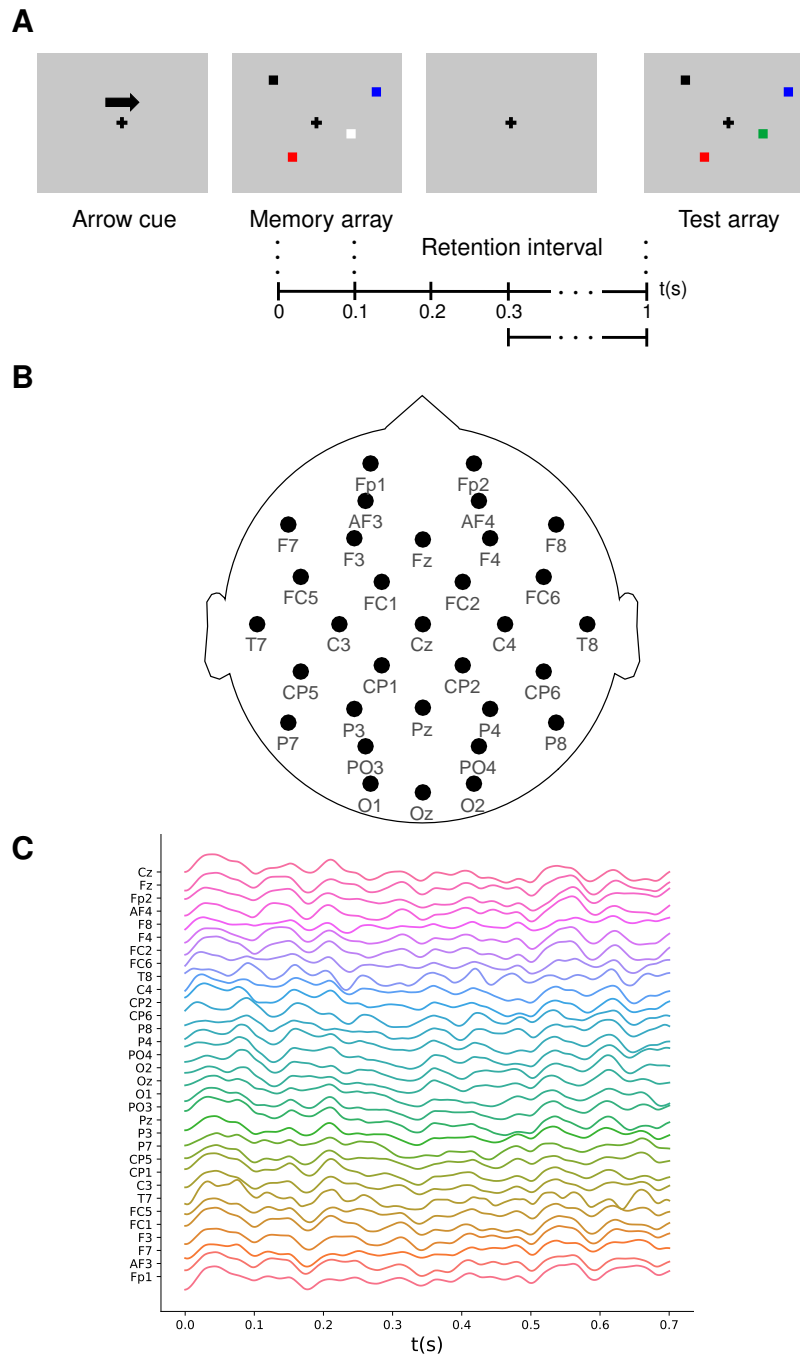 A
Arrow cue
Memory array
Test array
Retention interval
t(s)
0
0.1
0.2
0.3
1
B
Fp1
Fp2
AF3
AF4
F7
F3
Fz
F4
F8
FC5
FC1
FC2
FC6
T7
C3
Cz
C4
T8
CP5
CP1
CP2
CP6
P7
P3
Pz
P4
P8
PO3
PO4
O1
Oz
O2
C
Cz
Fz
Fp2
AF4
F8
F4
FC2
FC6
T8
C4
CP2
CP6
P8
P4
PO4
O2
Oz
O1
PO3
Pz
P3
P7
CP5
CP1
C3
T7
FC5
FC1
F3
F7
AF3
Fp1
0.0
0.1
0.2
0.3
0.4
0.5
0.6
0.7
t(s)